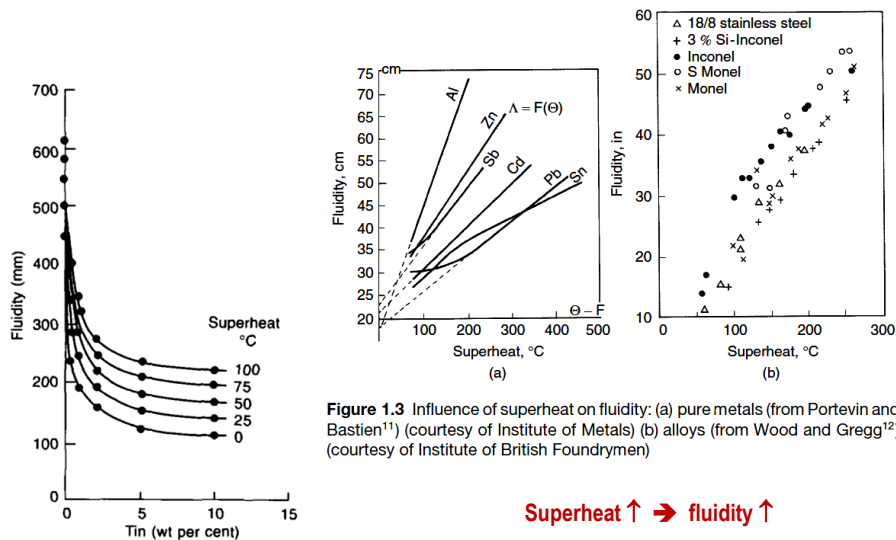 700
600
500
400
300
200
100
0
Fluidity (mm)
Superheat
°C
100
75
50
25
0
0
5
10
15
Tin (wt per cent)
75
cm
70
65
60
55
50
45
40
35
30
25
20
Fluidity, cm
Al
Zn
Λ = F(Θ)
Sb
Cd
Pb
Sn
Θ – F
100
200
300
400
500
Superheat, °C
(a)
60
50
40
30
20
10
Fluidity, in
△ 18/8 stainless steel
+ 3 % Si-Inconel
● Inconel
○ S Monel
× Monel
0
100
200
300
Superheat, °C
(b)
Figure 1.3 Influence of superheat on fluidity: (a) pure metals (from Portevin and
Bastien¹¹) (courtesy of Institute of Metals) (b) alloys (from Wood and Gregg¹²)
(courtesy of Institute of British Foundrymen)
Superheat ↑ ➔ fluidity ↑